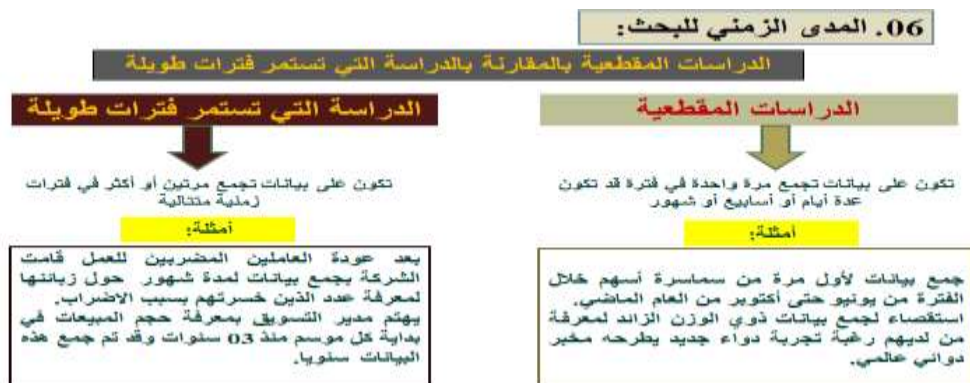 06. المدى الزمني للبحث:
الدراسات المقطعية بالمقارنة بالدراسة التي تستمر فترات طويلة
الدراسات المقطعية
تكون على بيانات تجمع مرة واحدة في فترة قد تكون
عدة أيام أو أسابيع أو شهور
أمثلة:
جمع بيانات لأول مرة من سماسرة أسهم خلال
الفترة من يونيو حتى أكتوبر من العام الماضي.
استقصاء لجمع بيانات ذوي الوزن الزائد لمعرفة
من لديهم رغبة تجربة دواء جديد يطرحه مخبر
دوائي عالمي.
الدراسة التي تستمر فترات طويلة
تكون على بيانات تجمع مرتين أو أكثر في فترات
زمنية متتالية
أمثلة:
بعد عودة العاملين المضربين للعمل قامت
الشركة بجمع بيانات لمدة شهور حول زبائنها
لمعرفة عدد الذين خسرتهم بسبب الاضراب.
يهتم مدير التسويق بمعرفة حجم المبيعات في
بداية كل موسم منذ 03 سنوات وقد تم جمع هذه
البيانات سنويا.